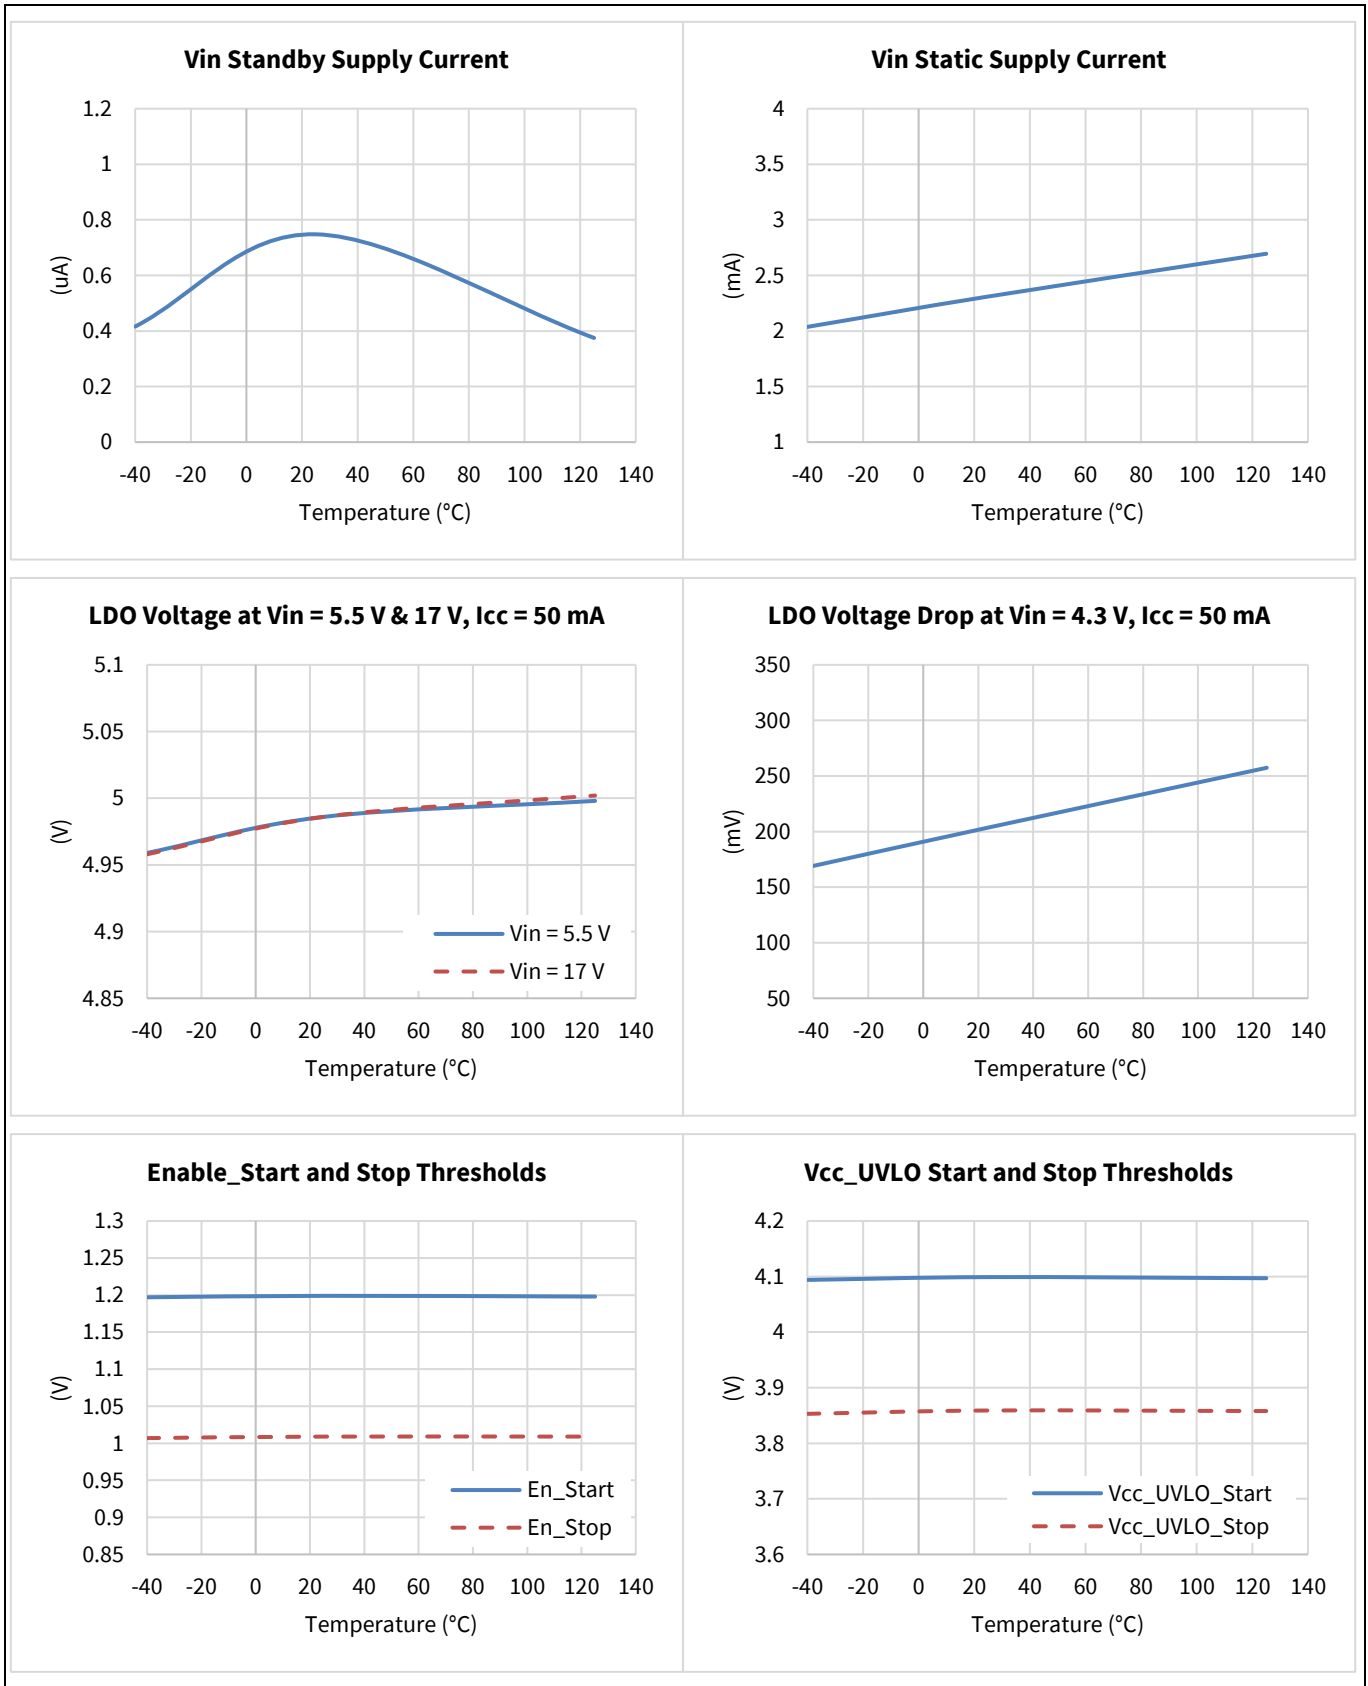 Vin Standby Supply Current
1.2
1
0.8
0.6
0.4
0.2
0
(uA)
-40 -20 0 20 40 60 80 100 120 140
Temperature (°C)
Vin Static Supply Current
4
3.5
3
2.5
2
1.5
1
(mA)
-40 -20 0 20 40 60 80 100 120 140
Temperature (°C)
LDO Voltage at Vin = 5.5 V & 17 V, Icc = 50 mA
5.1
5.05
5
4.95
4.9
4.85
(V)
Vin = 5.5 V
Vin = 17 V
-40 -20 0 20 40 60 80 100 120 140
Temperature (°C)
LDO Voltage Drop at Vin = 4.3 V, Icc = 50 mA
350
300
250
200
150
100
50
(mV)
-40 -20 0 20 40 60 80 100 120 140
Temperature (°C)
Enable_Start and Stop Thresholds
1.3
1.25
1.2
1.15
1.1
1.05
1
0.95
0.9
0.85
(V)
En_Start
En_Stop
-40 -20 0 20 40 60 80 100 120 140
Temperature (°C)
Vcc_UVLO Start and Stop Thresholds
4.2
4.1
4
3.9
3.8
3.7
3.6
(V)
Vcc_UVLO_Start
Vcc_UVLO_Stop
-40 -20 0 20 40 60 80 100 120 140
Temperature (°C)